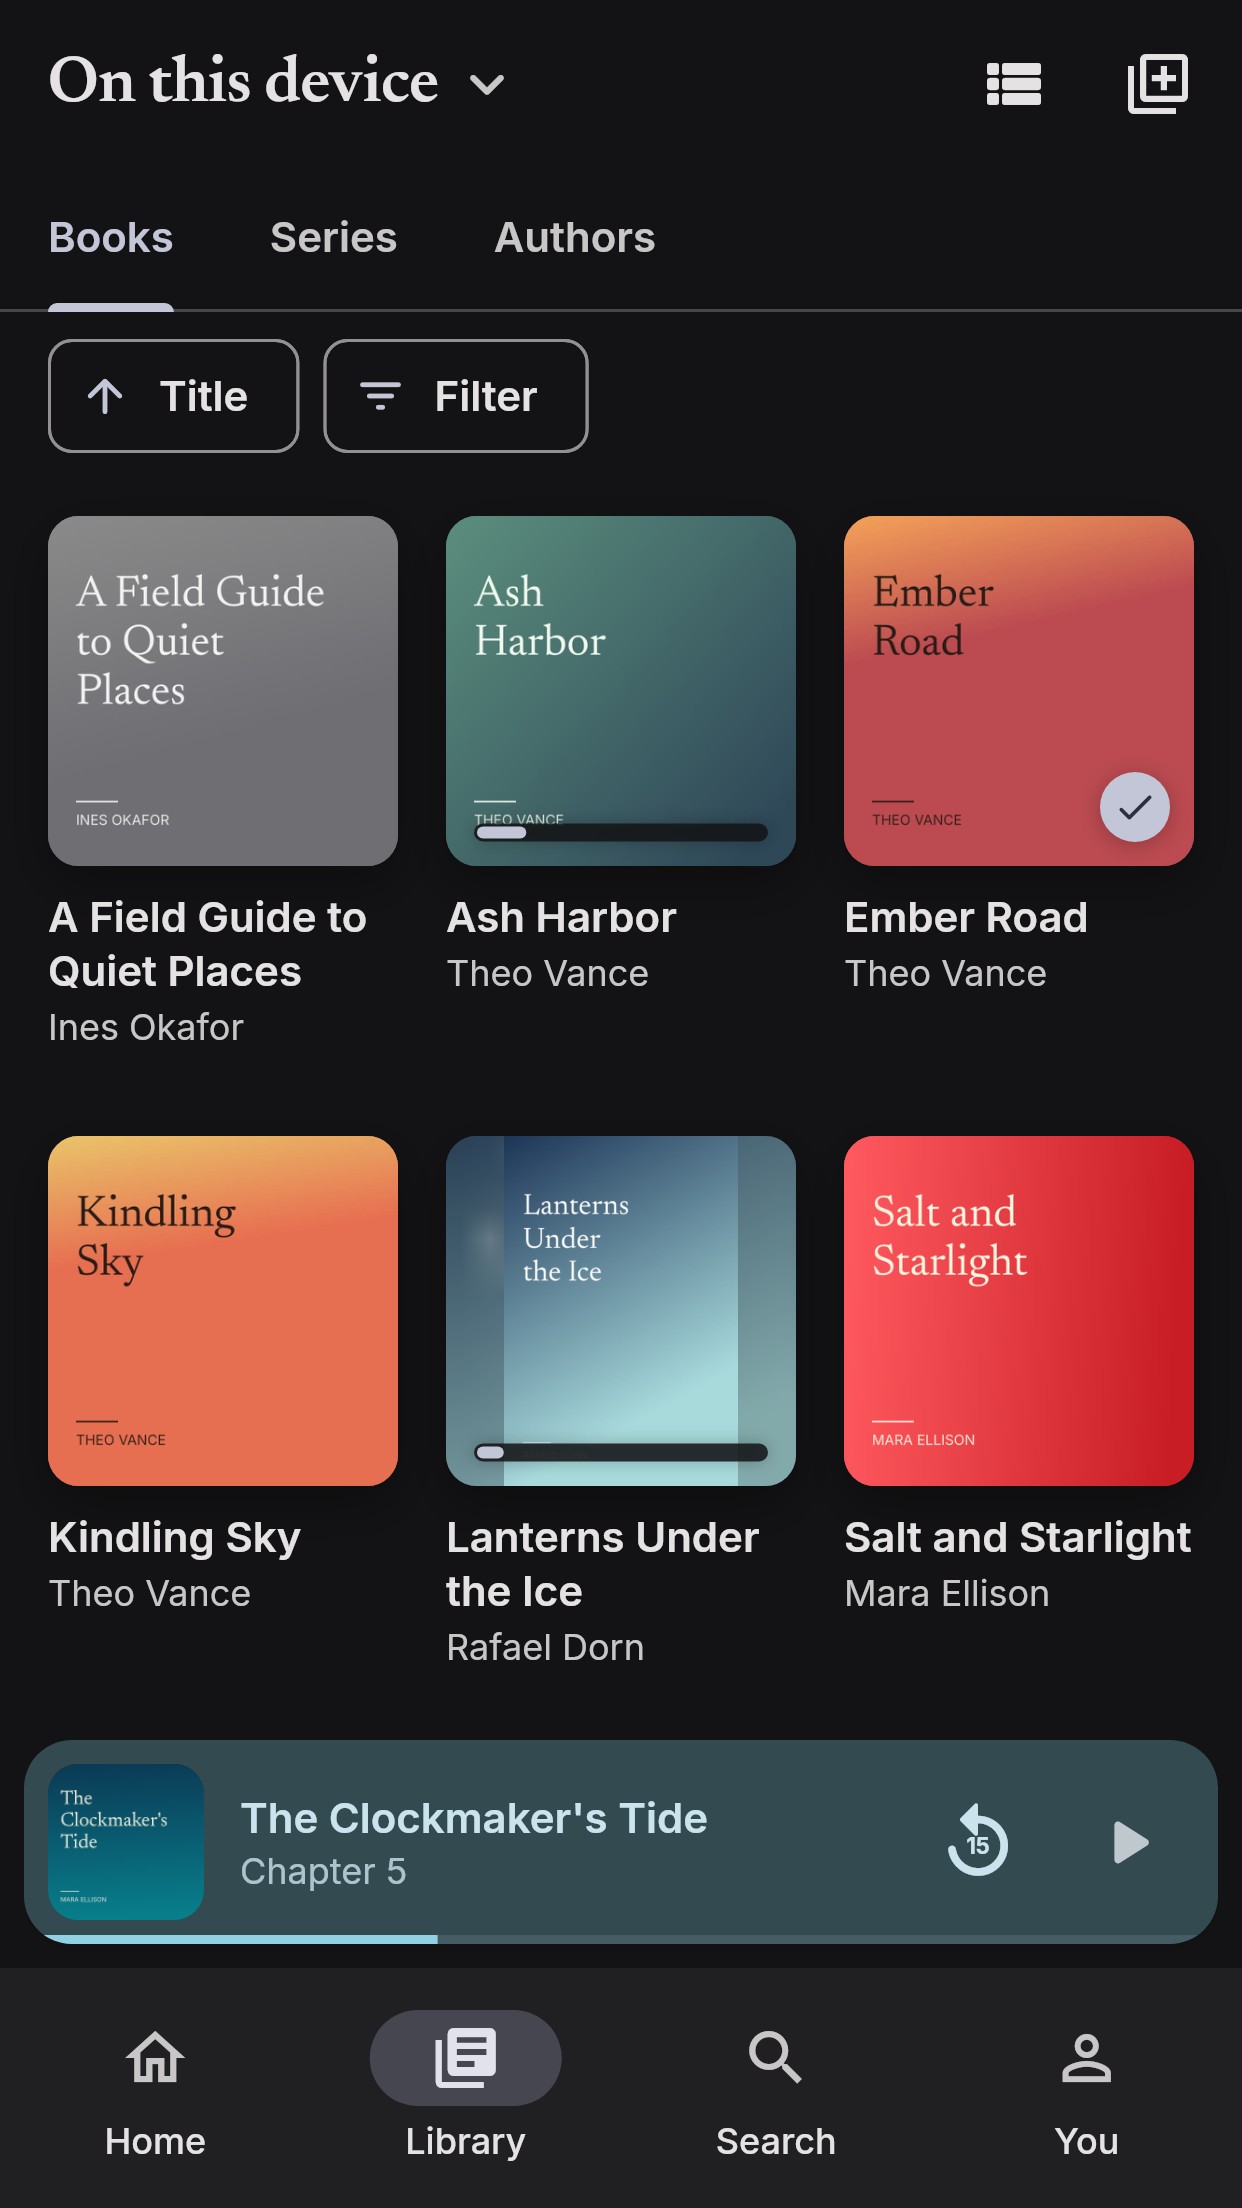 On this device
Books
Series
Authors
Title
Filter
A Field Guide
to Quiet
Places
INES OKAFOR
Ash
Harbor
THEO VANCE
Ember
Road
THEO VANCE
A Field Guide to
Quiet Places
Ines Okafor
Ash Harbor
Theo Vance
Ember Road
Theo Vance
Kindling
Sky
THEO VANCE
Lanterns
Under
the Ice
Salt and
Starlight
MARA ELLISON
Kindling Sky
Theo Vance
Lanterns Under
the Ice
Rafael Dorn
Salt and Starlight
Mara Ellison
The
Clockmaker's
Tide
MARA ELLISON
The Clockmaker's Tide
Chapter 5
15
Home
Library
Search
You